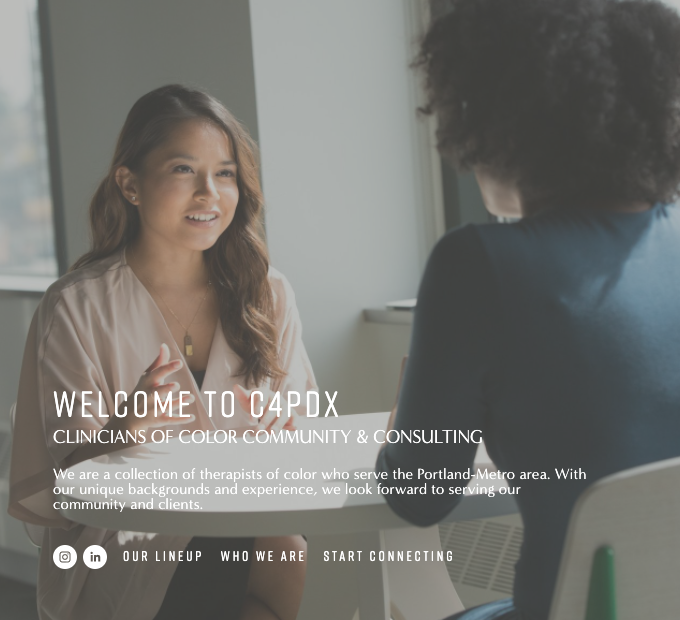 WELCOME TO C4PDX
CLINICIANS OF COLOR COMMUNITY & CONSULTING
We are a collection of therapists of color who serve the Portland-Metro area. With
our unique backgrounds and experience, we look forward to serving our
community and clients.
in OUR LINEUP WHO WE ARE START CONNECTING